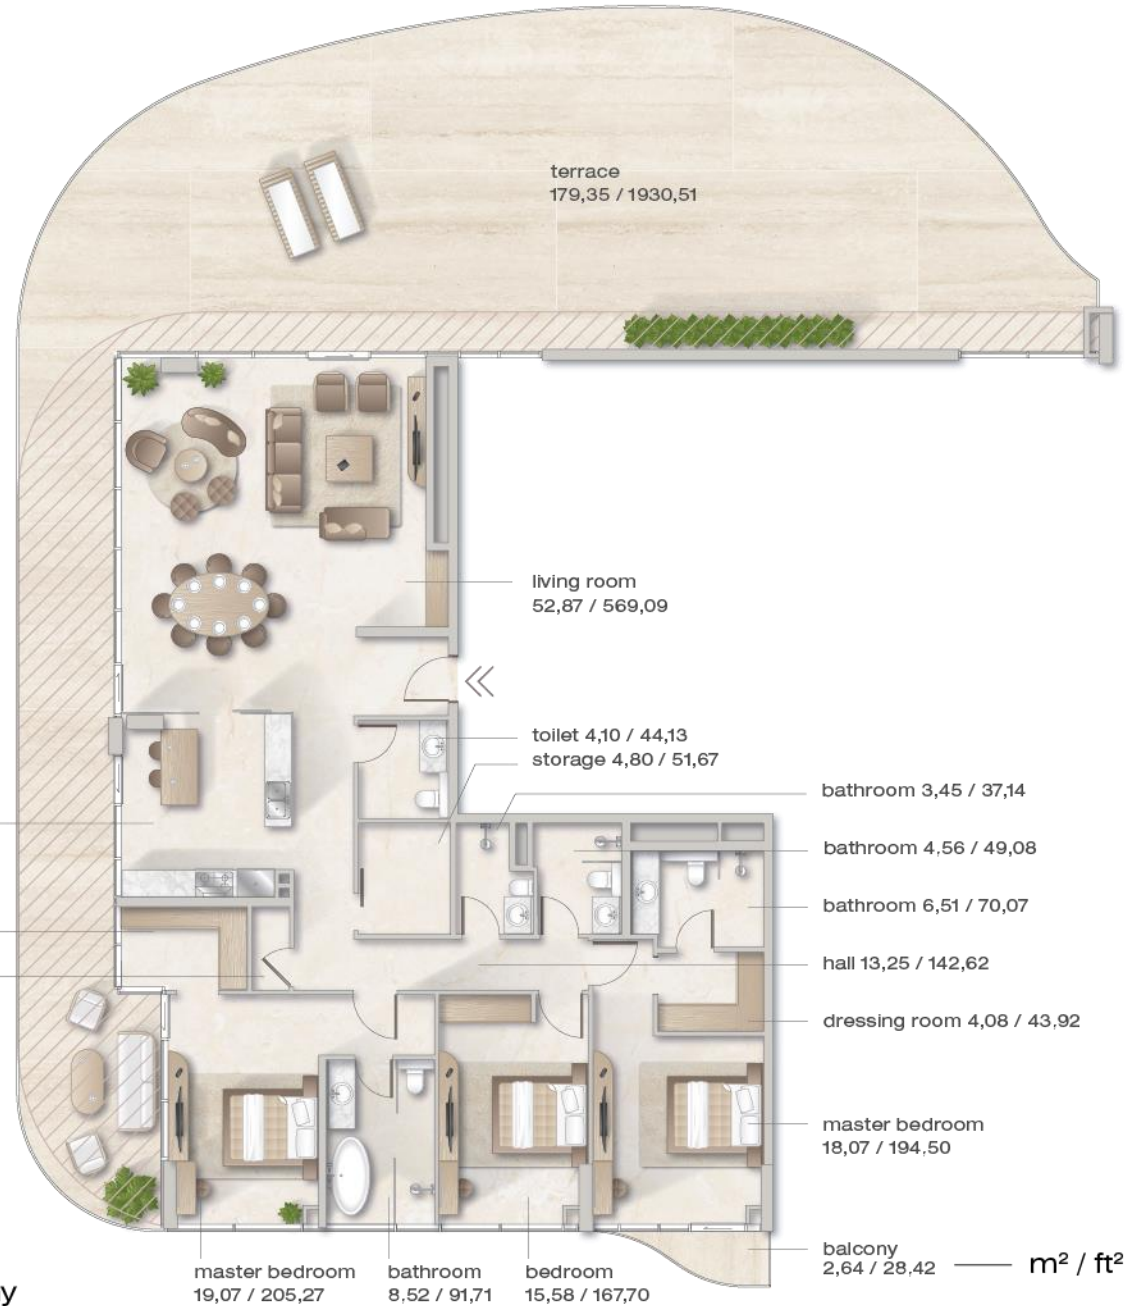 terrace
179,35 / 1930,51
living room
52,87 / 569,09
toilet 4,10 / 44,13
storage 4,80 / 51,67
bathroom 3,45 / 37,14
bathroom 4,56 / 49,08
bathroom 6,51 / 70,07
hall 13,25 / 142,62
dressing room 4,08 / 43,92
master bedroom
18,07 / 194,50
balcony
2,64 / 28,42
m² / ft²
master bedroom
19,07 / 205,27
bathroom
8,52 / 91,71
bedroom
15,58 / 167,70